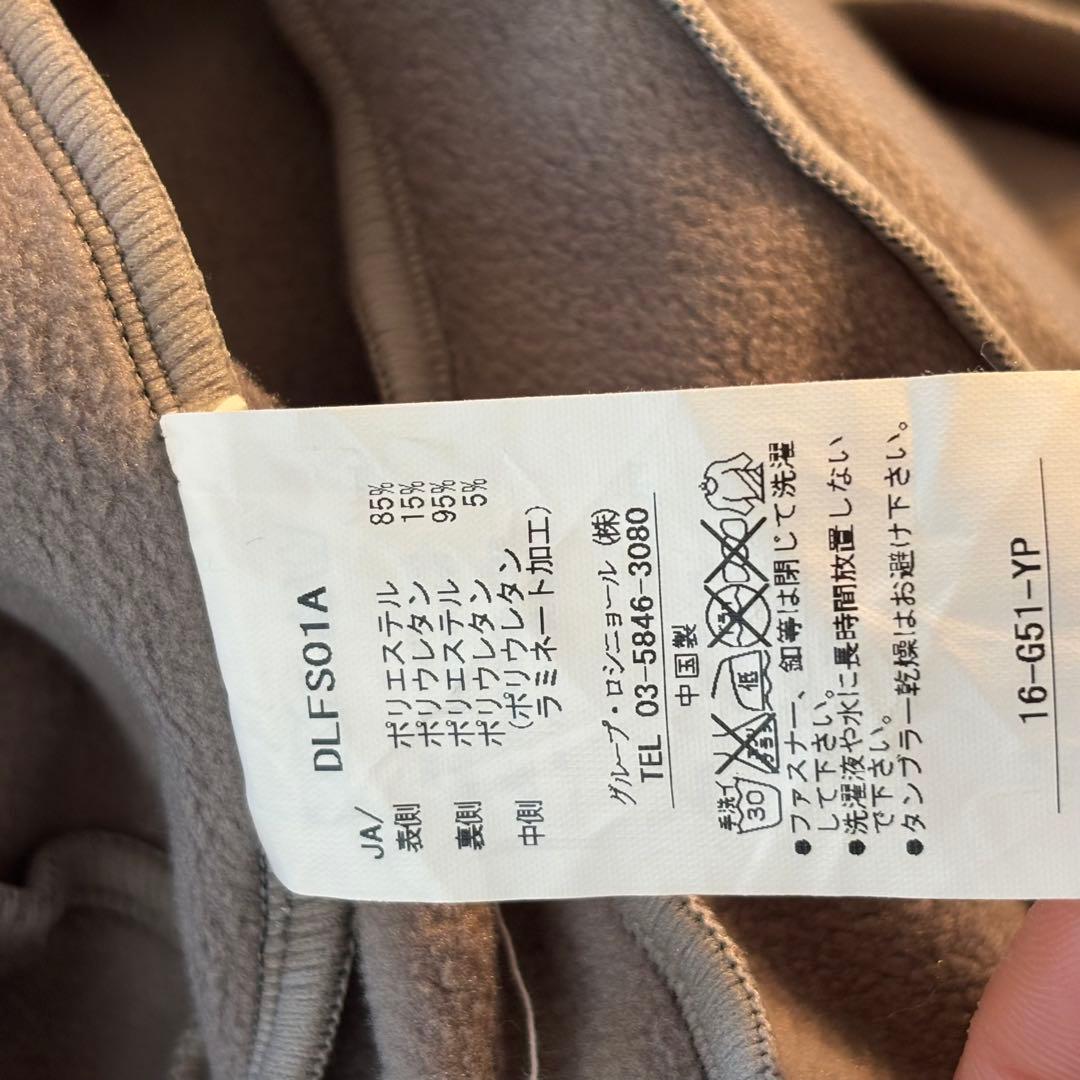 DLFS01A
JA/
表側 ポリエステル 85%
ポリウレタン 15%
裏側 ポリエステル 95%
ポリウレタン 5%
中側 (ポリウレタン
ラミネート加工)
グループ・ロシニョール (株)
TEL 03-5846-3080
中国製
手洗イ
30
低
●ファスナー、釦等は閉じて洗濯
して下さい。
●洗濯液や水に長時間放置しない
で下さい。
●タンブラー乾燥はお避け下さい。
16-G51-YP